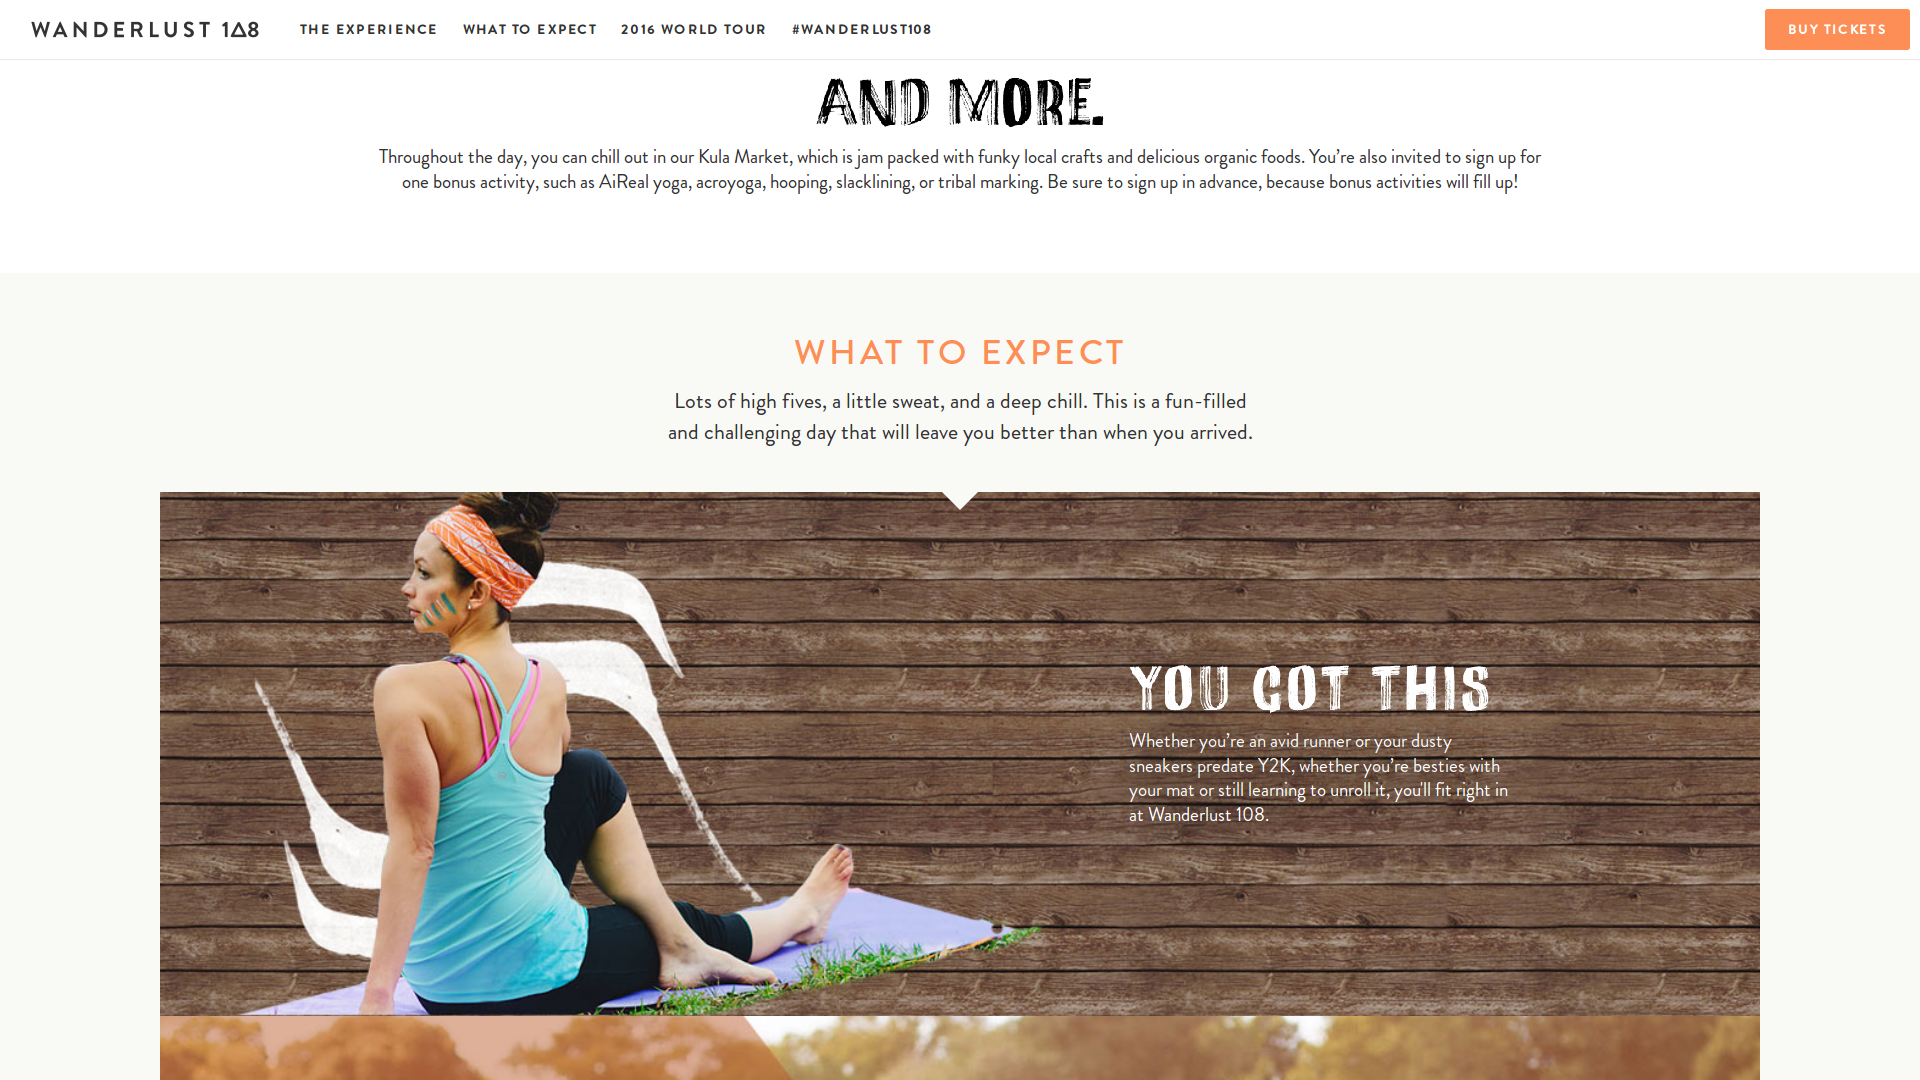 WANDERLUST 1∆8
THE EXPERIENCE
WHAT TO EXPECT
2016 WORLD TOUR
#WANDERLUST108
BUY TICKETS
AND MORE.
Throughout the day, you can chill out in our Kula Market, which is jam packed with funky local crafts and delicious organic foods. You’re also invited to sign up for
one bonus activity, such as AiReal yoga, acroyoga, hooping, slacklining, or tribal marking. Be sure to sign up in advance, because bonus activities will fill up!
WHAT TO EXPECT
Lots of high fives, a little sweat, and a deep chill. This is a fun-filled
and challenging day that will leave you better than when you arrived.
YOU GOT THIS
Whether you’re an avid runner or your dusty
sneakers predate Y2K, whether you’re besties with
your mat or still learning to unroll it, you'll fit right in
at Wanderlust 108.